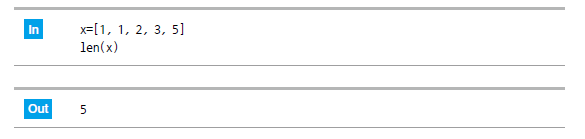 In
x=[1, 1, 2, 3, 5]
len(x)
Out
5